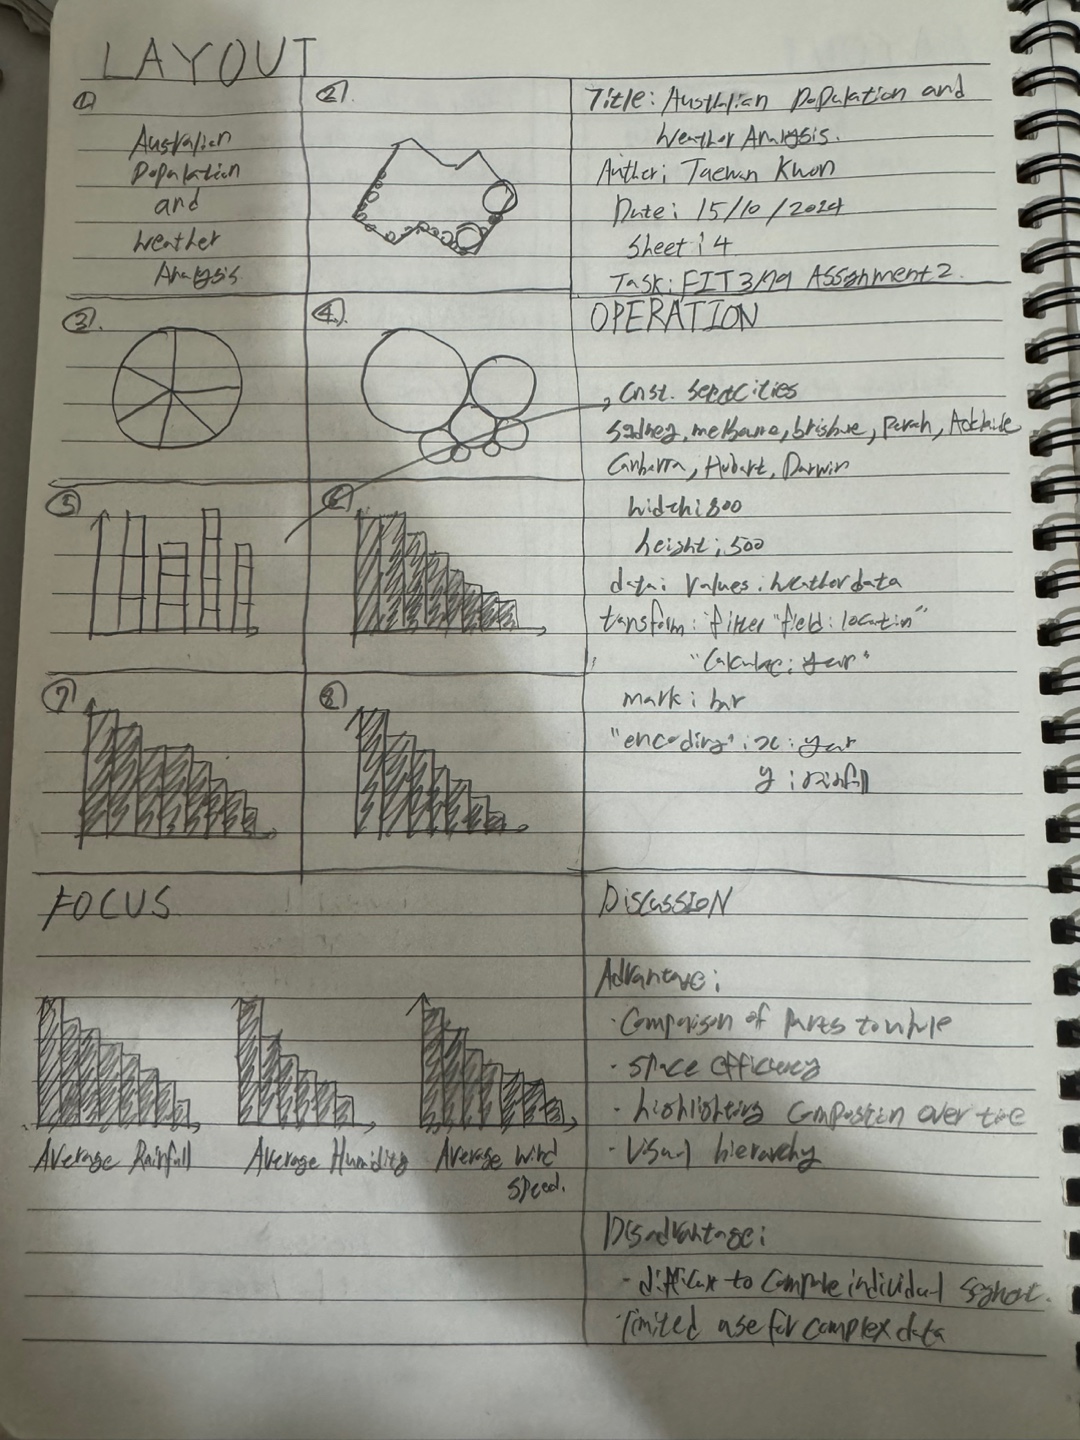 LAYOUT
①
Australian
Population
and
Weather
Analysis
②.
Title: Australian Population and
Weather Analysis.
Author: Taewan Kwon
Date: 15/10/2024
Sheet: 4
Task: FIT 3179 Assignment 2.
③.
④.
⑤
⑥
⑦
⑧
OPERATION
Const.
Sydney, melbourne, brisbane, Perth, Adelaide
Canberra, Hobart, Darwin
width: 800
height: 500
data: values: weather data
transform: "filter "field: location"
"Calculate: year"
mark: bar
"encoding": x: year
y: rainfall
FOCUS
Average Rainfall
Average Humidity
Average Wind
Speed.
DISCUSSION
Advantage:
· Comparison of Parts to whole
· Space efficiency
· highlighting composition over time
· Visual hierarchy
Disadvantage:
· difficult to compare individual segment.
· limited use for complex data